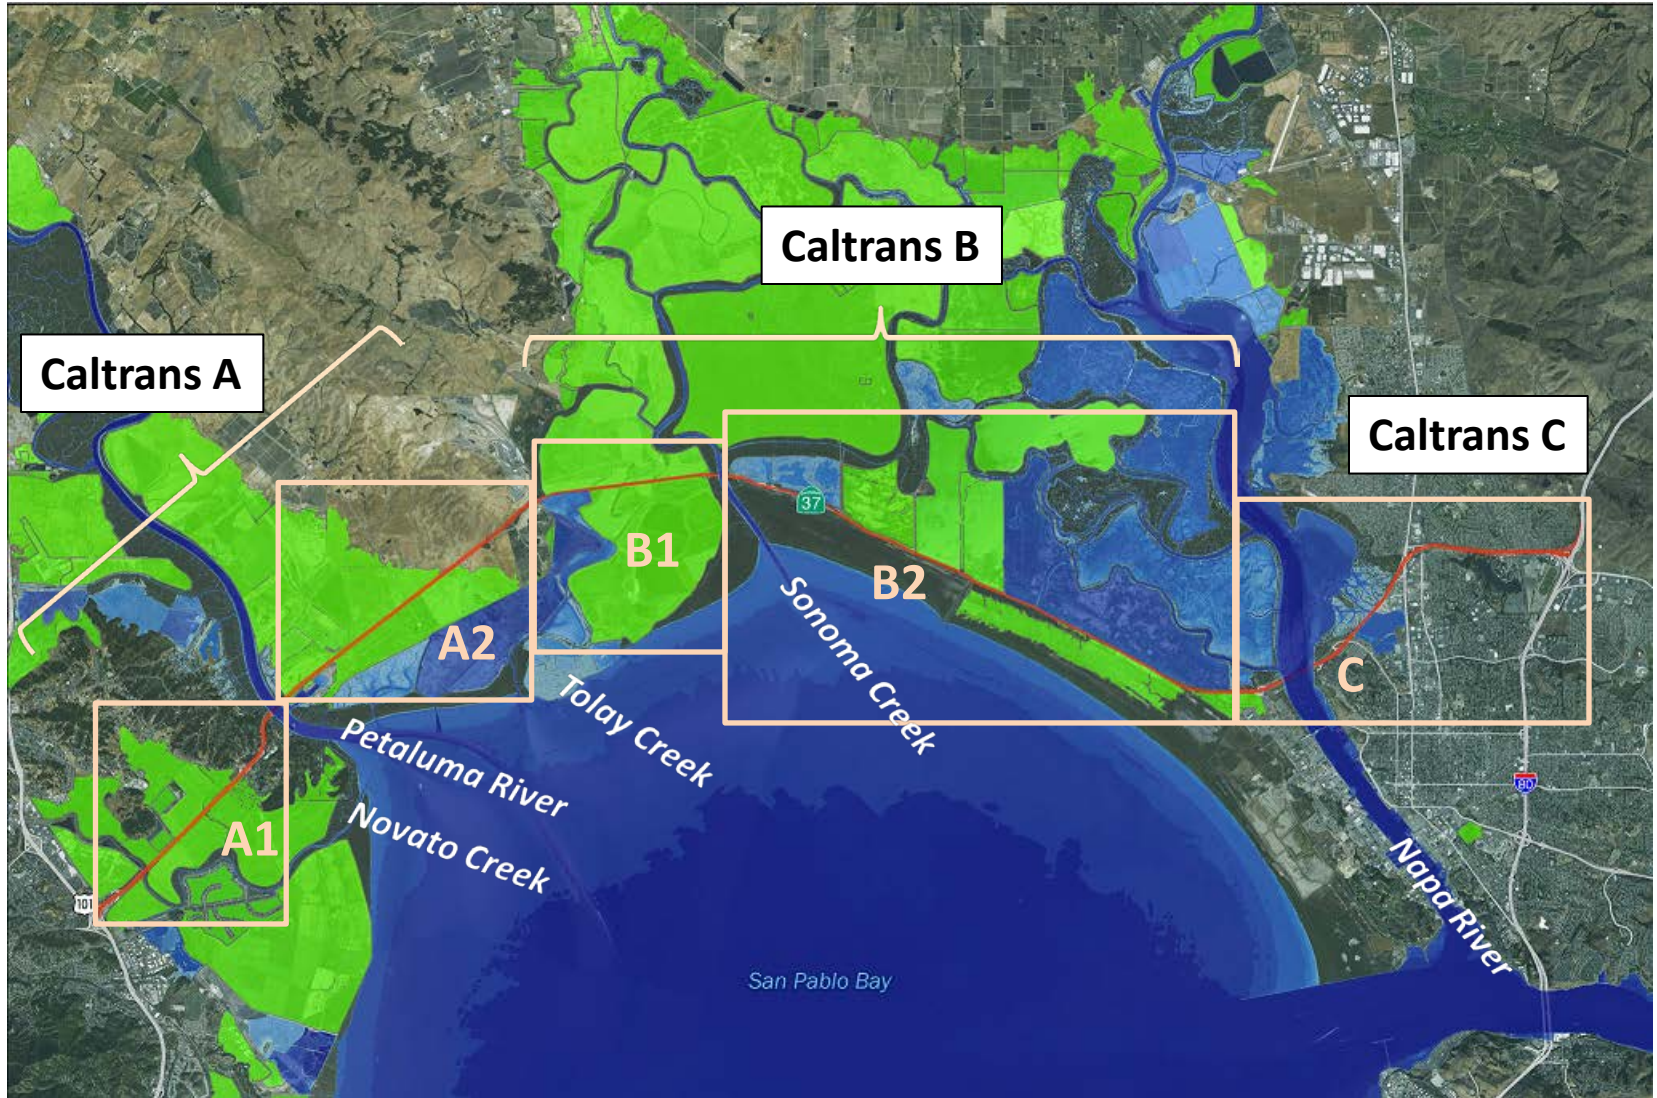 Caltrans B
Caltrans A
Caltrans C
37
B1
B2
A2
C
A1
Sonoma Creek
Tolay Creek
Petaluma River
Novato Creek
Napa River
101
80
San Pablo Bay